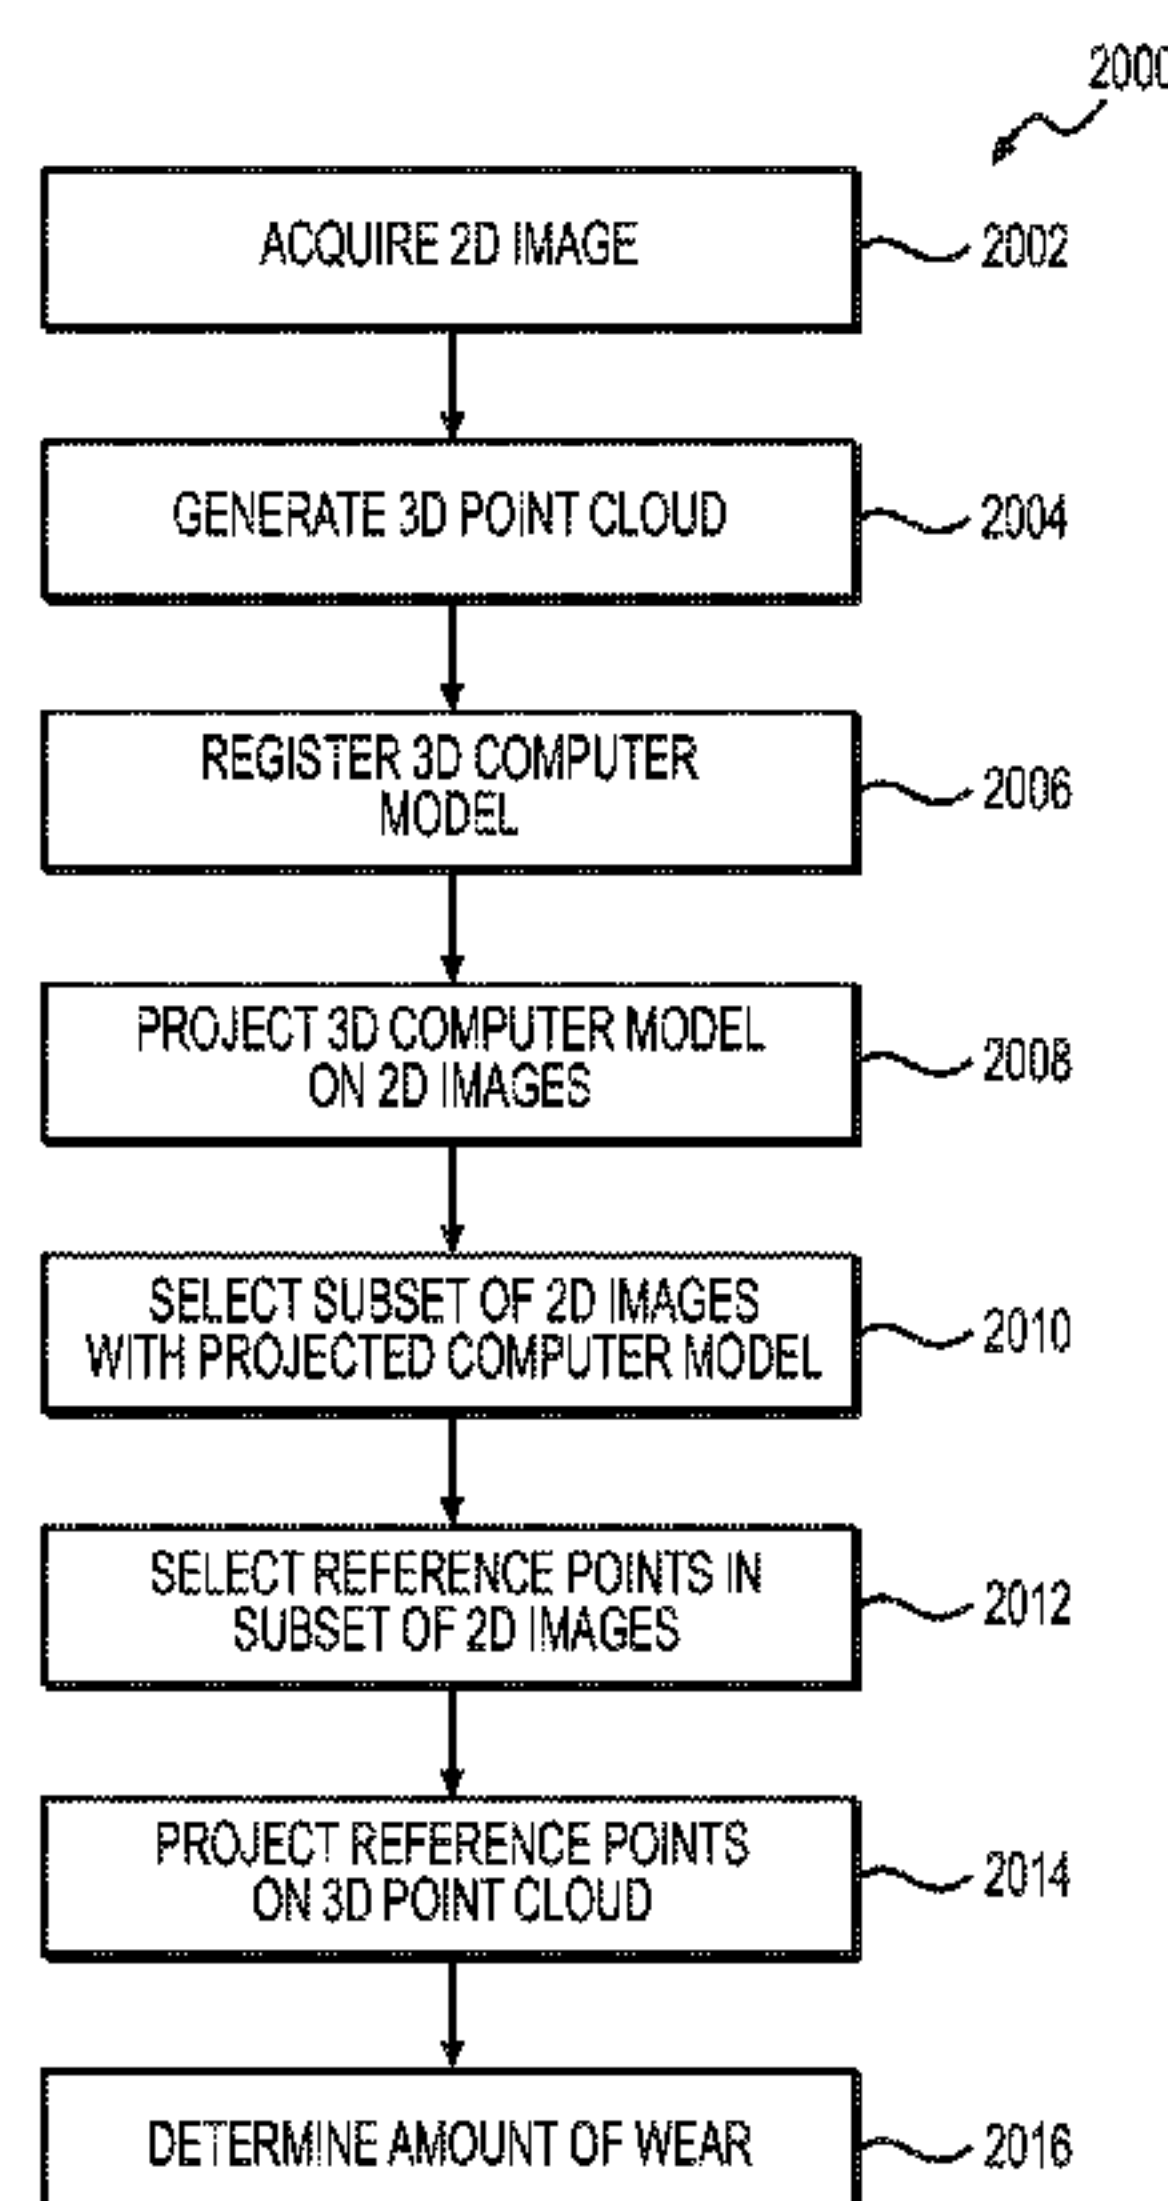 2000
ACQUIRE 2D IMAGE
2002
GENERATE 3D POINT CLOUD
2004
REGISTER 3D COMPUTER
MODEL
2006
PROJECT 3D COMPUTER MODEL
ON 2D IMAGES
2008
SELECT SUBSET OF 2D IMAGES
WITH PROJECTED COMPUTER MODEL
2010
SELECT REFERENCE POINTS IN
SUBSET OF 2D IMAGES
2012
PROJECT REFERENCE POINTS
ON 3D POINT CLOUD
2014
DETERMINE AMOUNT OF WEAR
2016